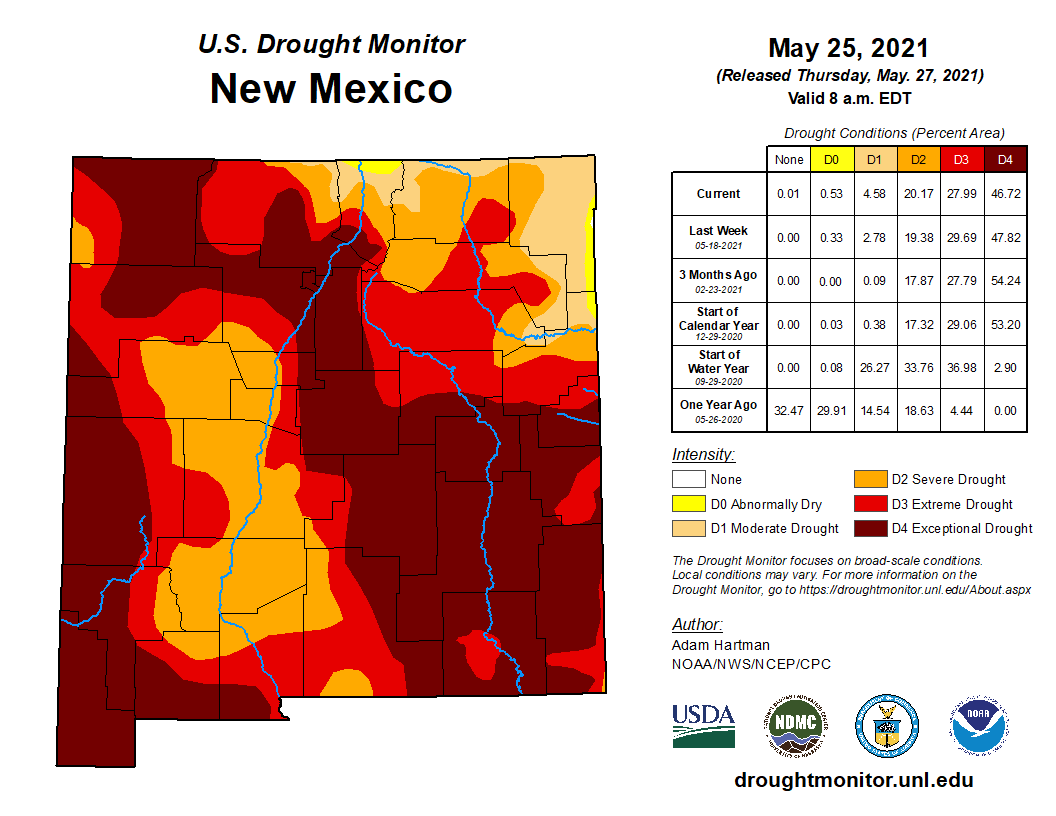 U.S. Drought Monitor
New Mexico
May 25, 2021
(Released Thursday, May. 27, 2021)
Valid 8 a.m. EDT
Drought Conditions (Percent Area)
None D0 D1 D2 D3 D4
Current 0.01 0.53 4.58 20.17 27.99 46.72
Last Week
05-18-2021
0.00 0.33 2.78 19.38 29.69 47.82
3 Months Ago
02-23-2021
0.00 0.00 0.09 17.87 27.79 54.24
Start of
Calendar Year
12-29-2020
0.00 0.03 0.38 17.32 29.06 53.20
Start of
Water Year
09-29-2020
0.00 0.08 26.27 33.76 36.98 2.90
One Year Ago
05-26-2020
32.47 29.91 14.54 18.63 4.44 0.00
Intensity:
None
D0 Abnormally Dry
D1 Moderate Drought
D2 Severe Drought
D3 Extreme Drought
D4 Exceptional Drought
The Drought Monitor focuses on broad-scale conditions.
Local conditions may vary. For more information on the
Drought Monitor, go to https://droughtmonitor.unl.edu/About.aspx
Author:
Adam Hartman
NOAA/NWS/NCEP/CPC
USDA
NDMC
NOAA
droughtmonitor.unl.edu